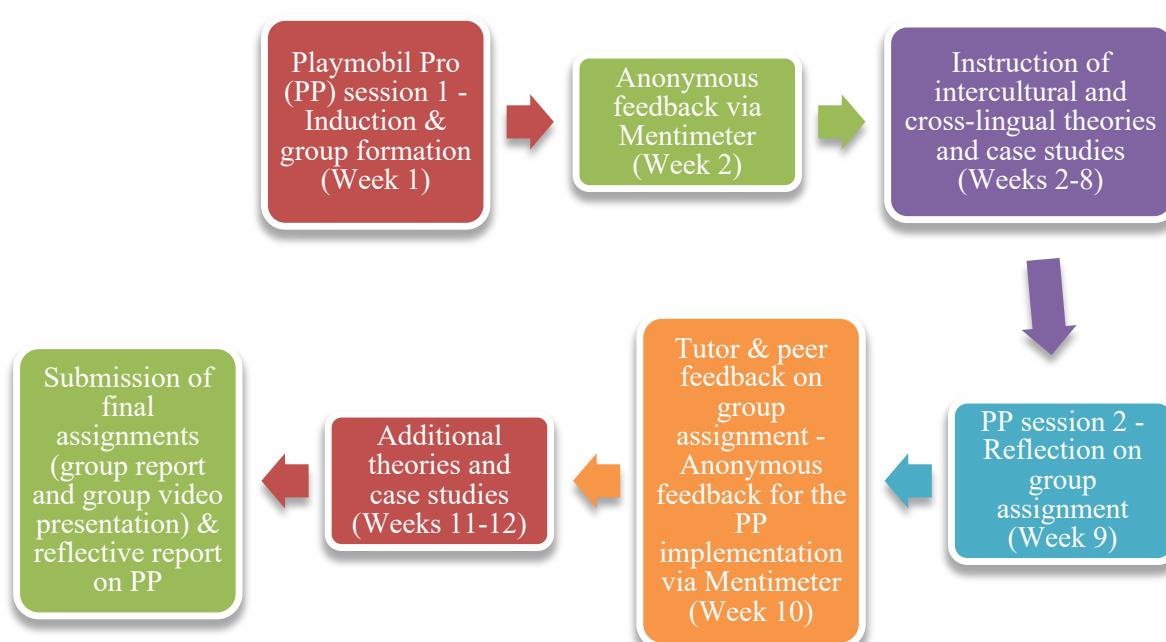 Playmobil Pro
(PP) session 1 -
Induction &
group formation
(Week 1)
Anonymous
feedback via
Mentimeter
(Week 2)
Instruction of
intercultural and
cross-lingual theories
and case studies
(Weeks 2-8)
PP session 2 -
Reflection on
group
assignment
(Week 9)
Tutor & peer
feedback on
group
assignment -
Anonymous
feedback for the
PP
implementation
via Mentimeter
(Week 10)
Additional
theories and
case studies
(Weeks 11-12)
Submission of
final
assignments
(group report
and group video
presentation) &
reflective report
on PP